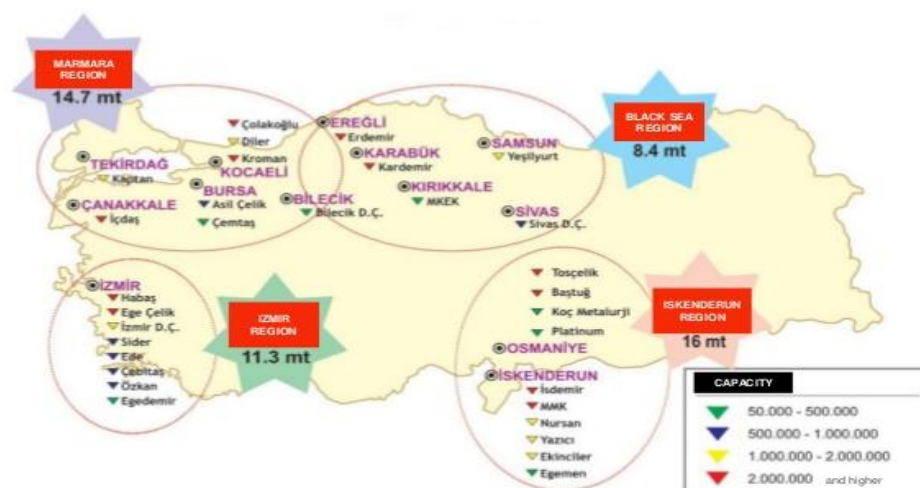 MARMARA
REGION
14.7 mt
BLACK SEA
REGION
8.4 mt
Çolakoğlu
Diler
Kroman
KOCAELİ
TEKİRDAĞ
Kaptan
BURSA
Asil Çelik
Çemtaş
ÇANAKKALE
İçdaş
BİLECİK
Bilecik D.Ç.
EREĞLİ
Erdemir
KARABÜK
Kardemir
SAMSUN
Yeşilyurt
KIRIKKALE
MKEK
SİVAS
Sivas D.Ç.
İZMİR
Habaş
Ege Çelik
İzmir D.Ç.
Sider
Ede
Çebitaş
Özkan
Egedemir
IZMIR
REGION
11.3 mt
Tosçelik
Baştuğ
Koç Metalurji
Platinum
OSMANİYE
İSKENDERUN
İsdemir
MMK
Nursan
Yazıcı
Ekinciler
Egemen
ISKENDERUN
REGION
16 mt
CAPACITY
50.000 - 500.000
500.000 - 1.000.000
1.000.000 - 2.000.000
2.000.000 and higher